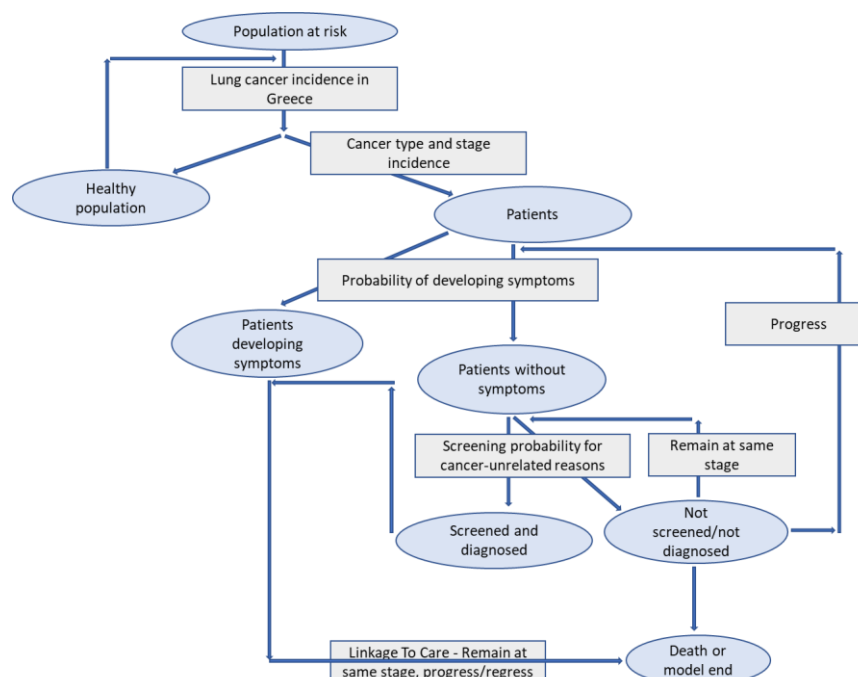 Population at risk
Lung cancer incidence in
Greece
Cancer type and stage
incidence
Healthy
population
Patients
Probability of developing symptoms
Progress
Patients
developing
symptoms
Patients without
symptoms
Screening probability for
cancer-unrelated reasons
Remain at same
stage
Screened and
diagnosed
Not
screened/not
diagnosed
Linkage To Care - Remain at
same stage, progress/regress
Death or
model end